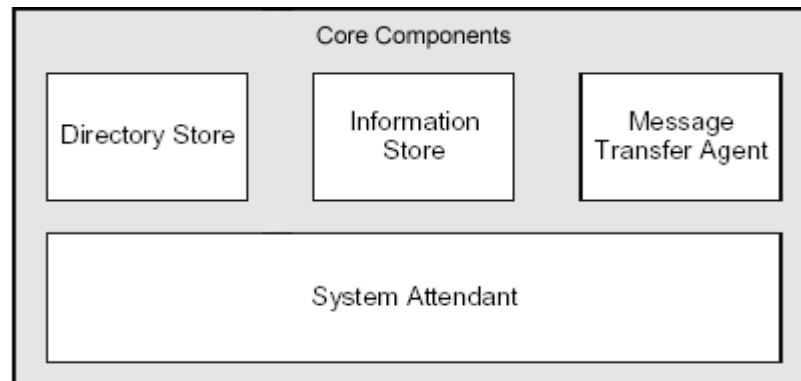 Core Components
Directory Store
Information
Store
Message
Transfer Agent
System Attendant